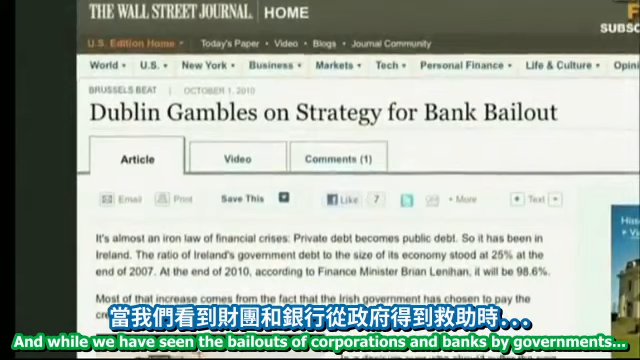 THE WALL STREET JOURNAL. HOME
SUBSC
U.S. Edition Home Today's Paper • Video • Blogs • Journal Community
World U.S. New York Business Markets Tech Personal Finance Life & Culture Opini
BRUSSELS BEAT | OCTOBER 1, 2010
Dublin Gambles on Strategy for Bank Bailout
Article Video Comments (1)
Email Print Save This Like 7 + More Text
It's almost an iron law of financial crises: Private debt becomes public debt. So it has been in
Ireland. The ratio of Ireland's government debt to the size of its economy stood at 25% at the
end of 2007. At the end of 2010, according to Finance Minister Brian Lenihan, it will be 98.6%.
Most of that increase comes from the fact that the Irish government has chosen to pay the
當我們看到財團和銀行從政府得到救助時...
And while we have seen the bailouts of corporations and banks by governments...